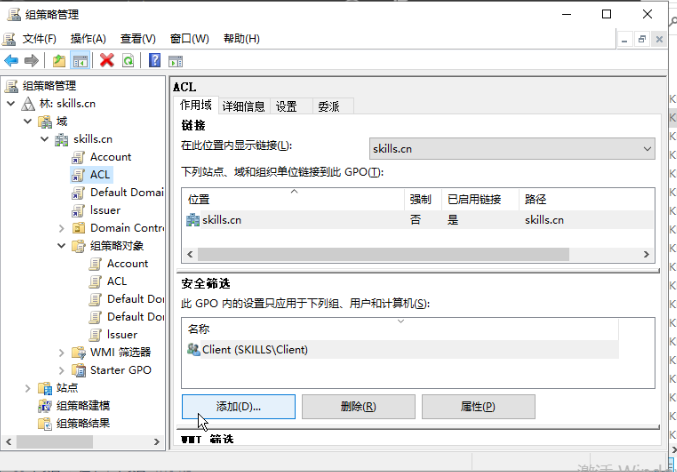 组策略管理
文件(F) 操作(A) 查看(V) 窗口(W) 帮助(H)
组策略管理
林: skills.cn
域
skills.cn
Account
ACL
Default Domai
Issuer
Domain Contr
组策略对象
Account
ACL
Default Doi
Default Doi
Issuer
WMI 筛选器
Starter GPO
站点
组策略建模
组策略结果
ACL
作用域 详细信息 设置 委派
链接
在此位置内显示链接(L): skills.cn
下列站点、域和组织单位链接到此 GPO(T):
位置 强制 已启用链接 路径
skills.cn 否 是 skills.cn
安全筛选
此 GPO 内的设置只应用于下列组、用户和计算机(S):
名称
Client (SKILLS\Client)
添加(D)... 删除(R) 属性(P)
WMI 筛选